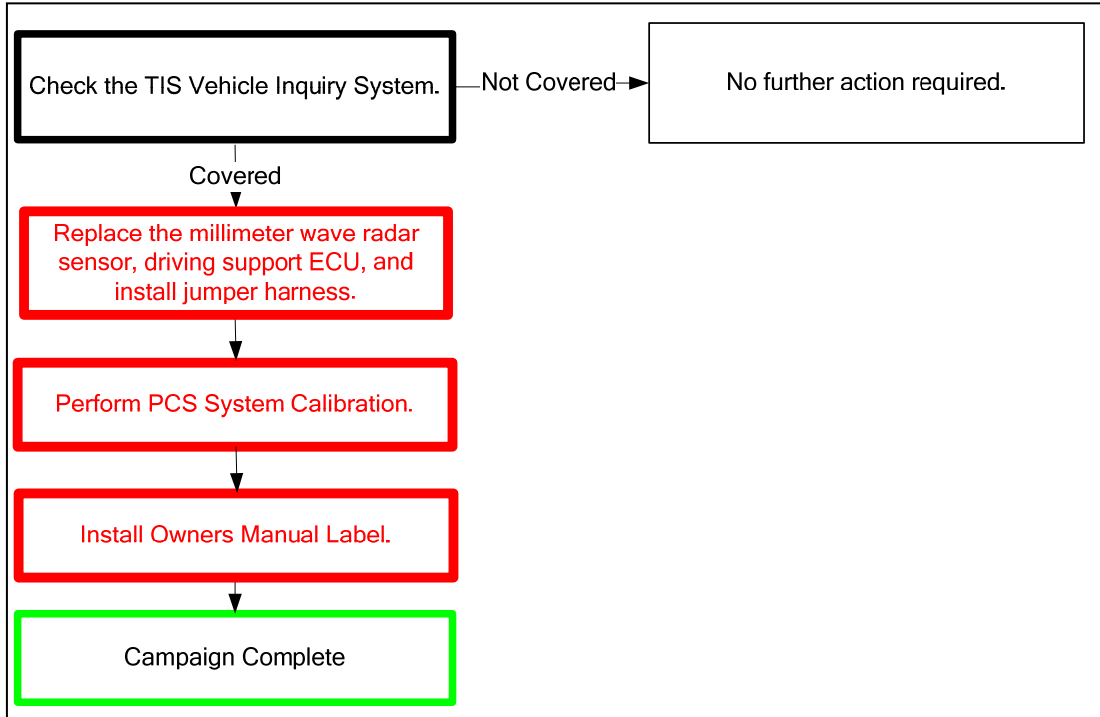 Check the TIS Vehicle Inquiry System.
Not Covered
No further action required.
Covered
Replace the millimeter wave radar
sensor, driving support ECU, and
install jumper harness.
Perform PCS System Calibration.
Install Owners Manual Label.
Campaign Complete